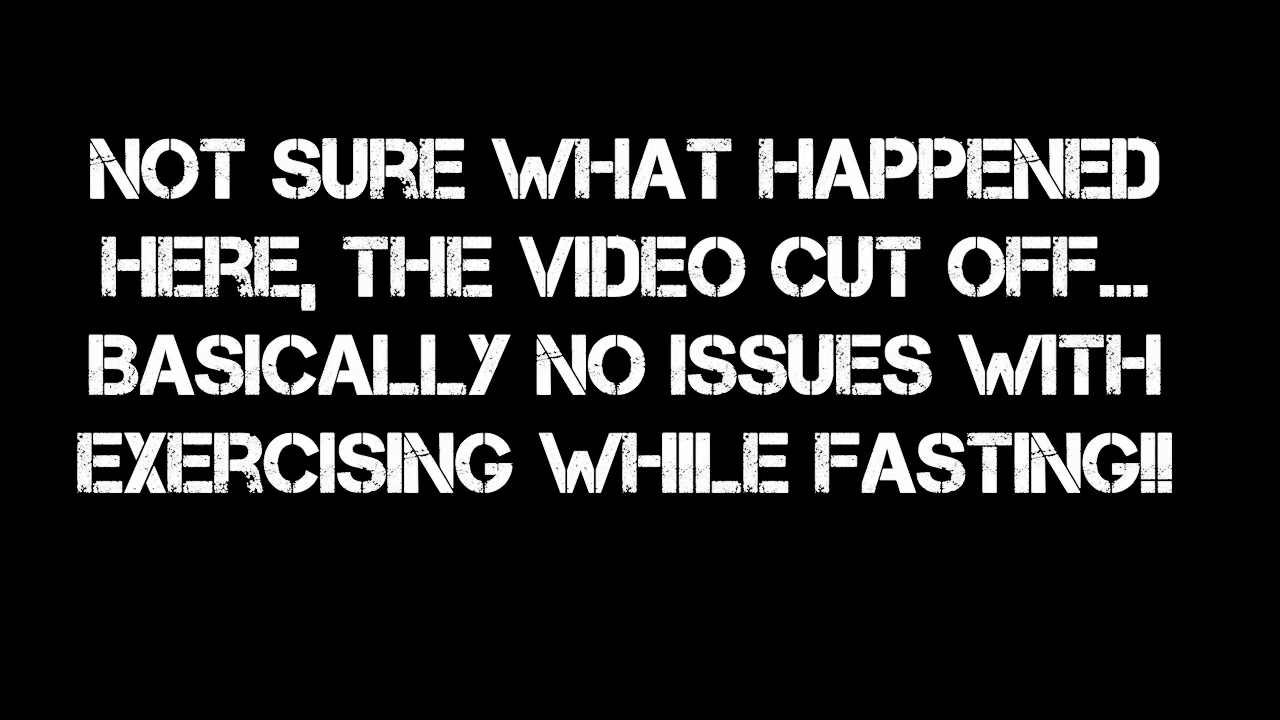 NOT SURE WHAT HAPPENED
HERE, THE VIDEO CUT OFF...
BASICALLY NO ISSUES WITH
EXERCISING WHILE FASTING!!